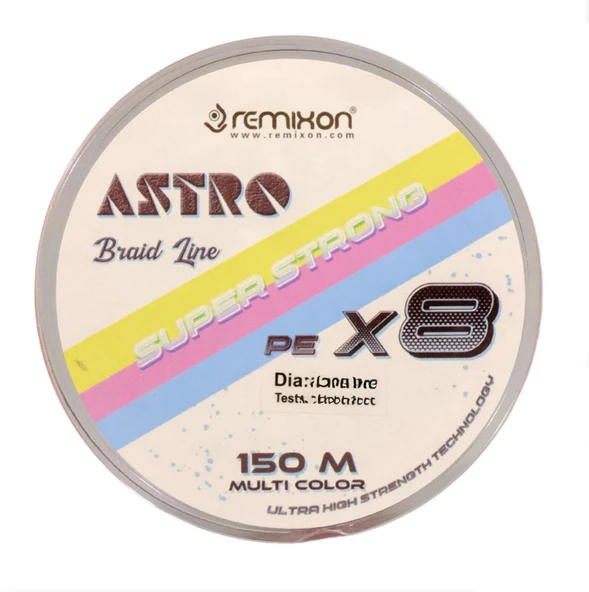 remixon®
www.remixon.com
ASTRO
Braid Line
SUPER STRONG
PE X8
150 M
MULTI COLOR
ULTRA HIGH STRENGTH TECHNOLOGY